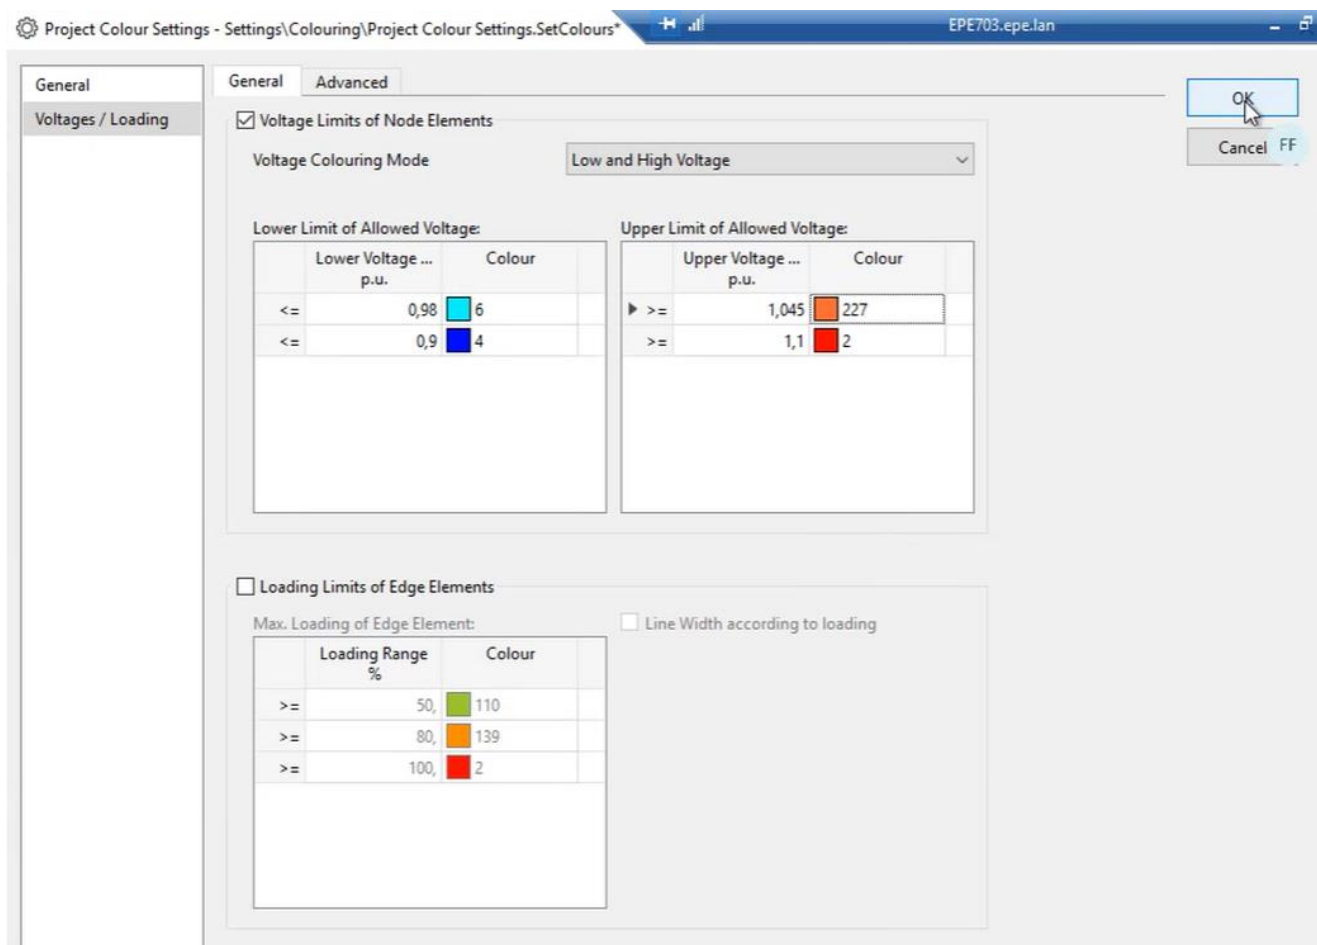 Project Colour Settings - Settings\Colouring\Project Colour Settings.SetColours*
EPE703.epe.lan
General
Voltages / Loading
General Advanced
OK
Cancel
FF
Voltage Limits of Node Elements
Voltage Colouring Mode Low and High Voltage
Lower Limit of Allowed Voltage: Upper Limit of Allowed Voltage:
Lower Voltage ... Colour Upper Voltage ... Colour
p.u. p.u.
<= 0,98 6 >= 1,045 227
<= 0,9 4 >= 1,1 2
Loading Limits of Edge Elements
Max. Loading of Edge Element: Line Width according to loading
Loading Range Colour
%
>= 50, 110
>= 80, 139
>= 100, 2